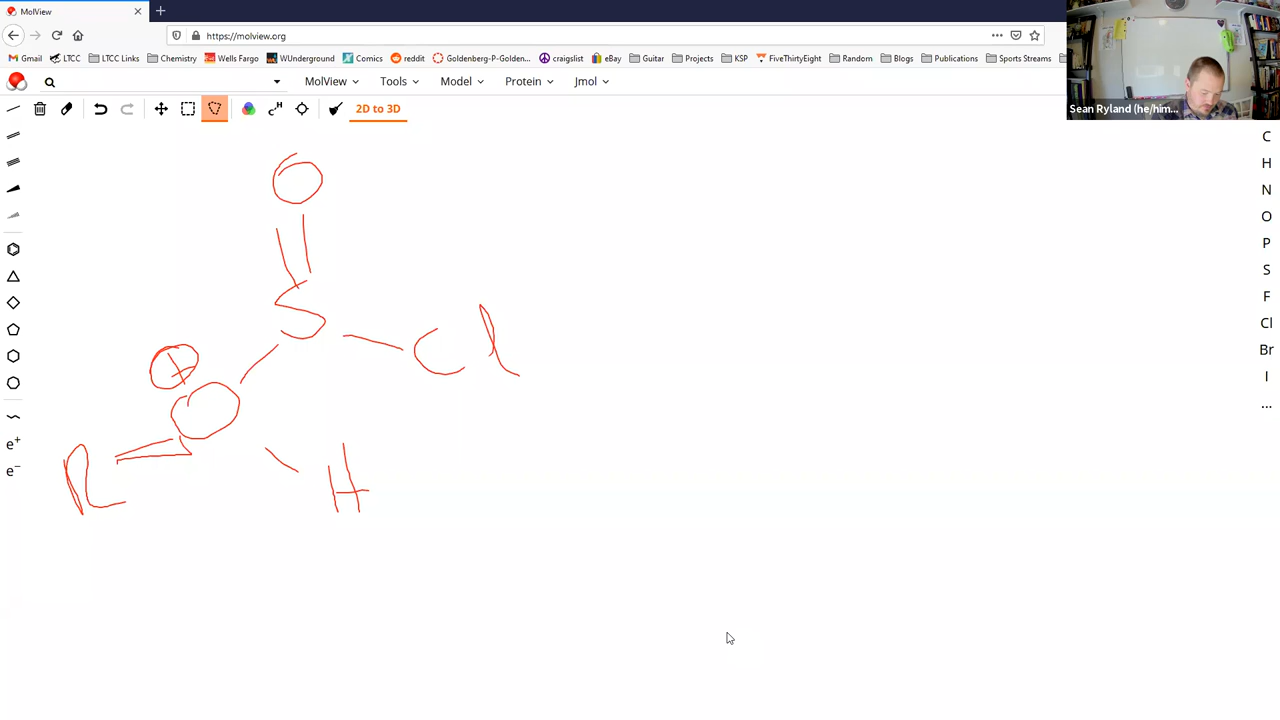 MolView
https://molview.org
Gmail LTCC LTCC Links Chemistry Wells Fargo WUnderground Comics reddit Goldenberg-P-Golden... craigslist eBay Guitar Projects KSP FiveThirtyEight Random Blogs Publications Sports Streams
MolView Tools Model Protein Jmol
2D to 3D
Sean Ryland (he/him...
C
H
N
O
P
S
F
Cl
Br
I
...
e+
e−
O
S
Cl
+
O
R
H